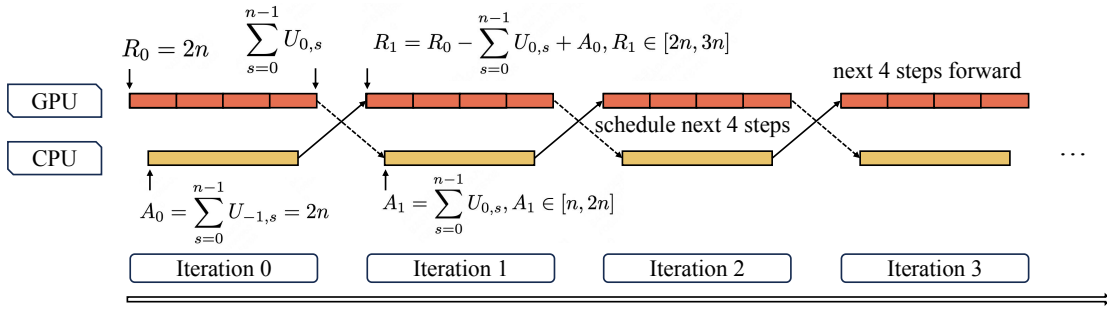 R_0 = 2n
\sum_{s=0}^{n-1} U_{0,s}
R_1 = R_0 - \sum_{s=0}^{n-1} U_{0,s} + A_0, R_1 \in [2n, 3n]
next 4 steps forward
GPU
schedule next 4 steps
CPU
...
A_0 = \sum_{s=0}^{n-1} U_{-1,s} = 2n
A_1 = \sum_{s=0}^{n-1} U_{0,s}, A_1 \in [n, 2n]
Iteration 0
Iteration 1
Iteration 2
Iteration 3